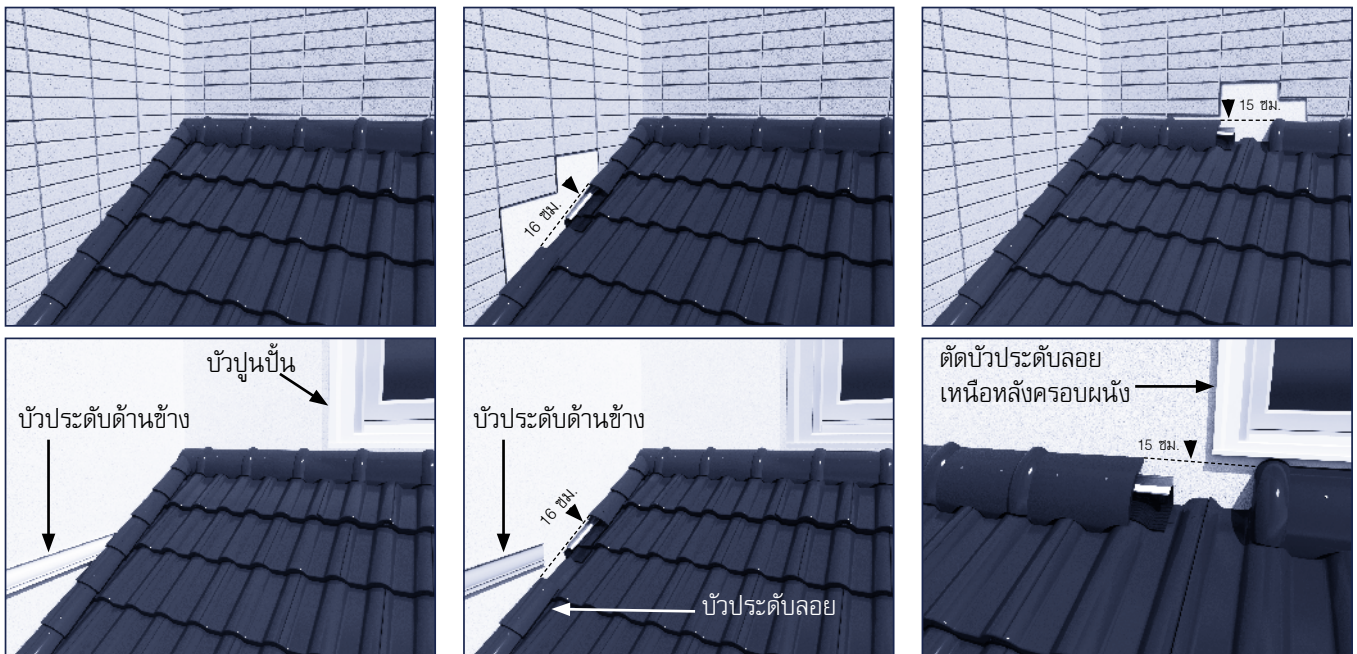 16 ซม.
15 ซม.
บัวปูนปั้น
บัวประดับด้านข้าง
บัวประดับด้านข้าง
16 ซม.
บัวประดับลอย
ตัดบัวประดับลอย
เหนือหลังครอบผนัง
15 ซม.